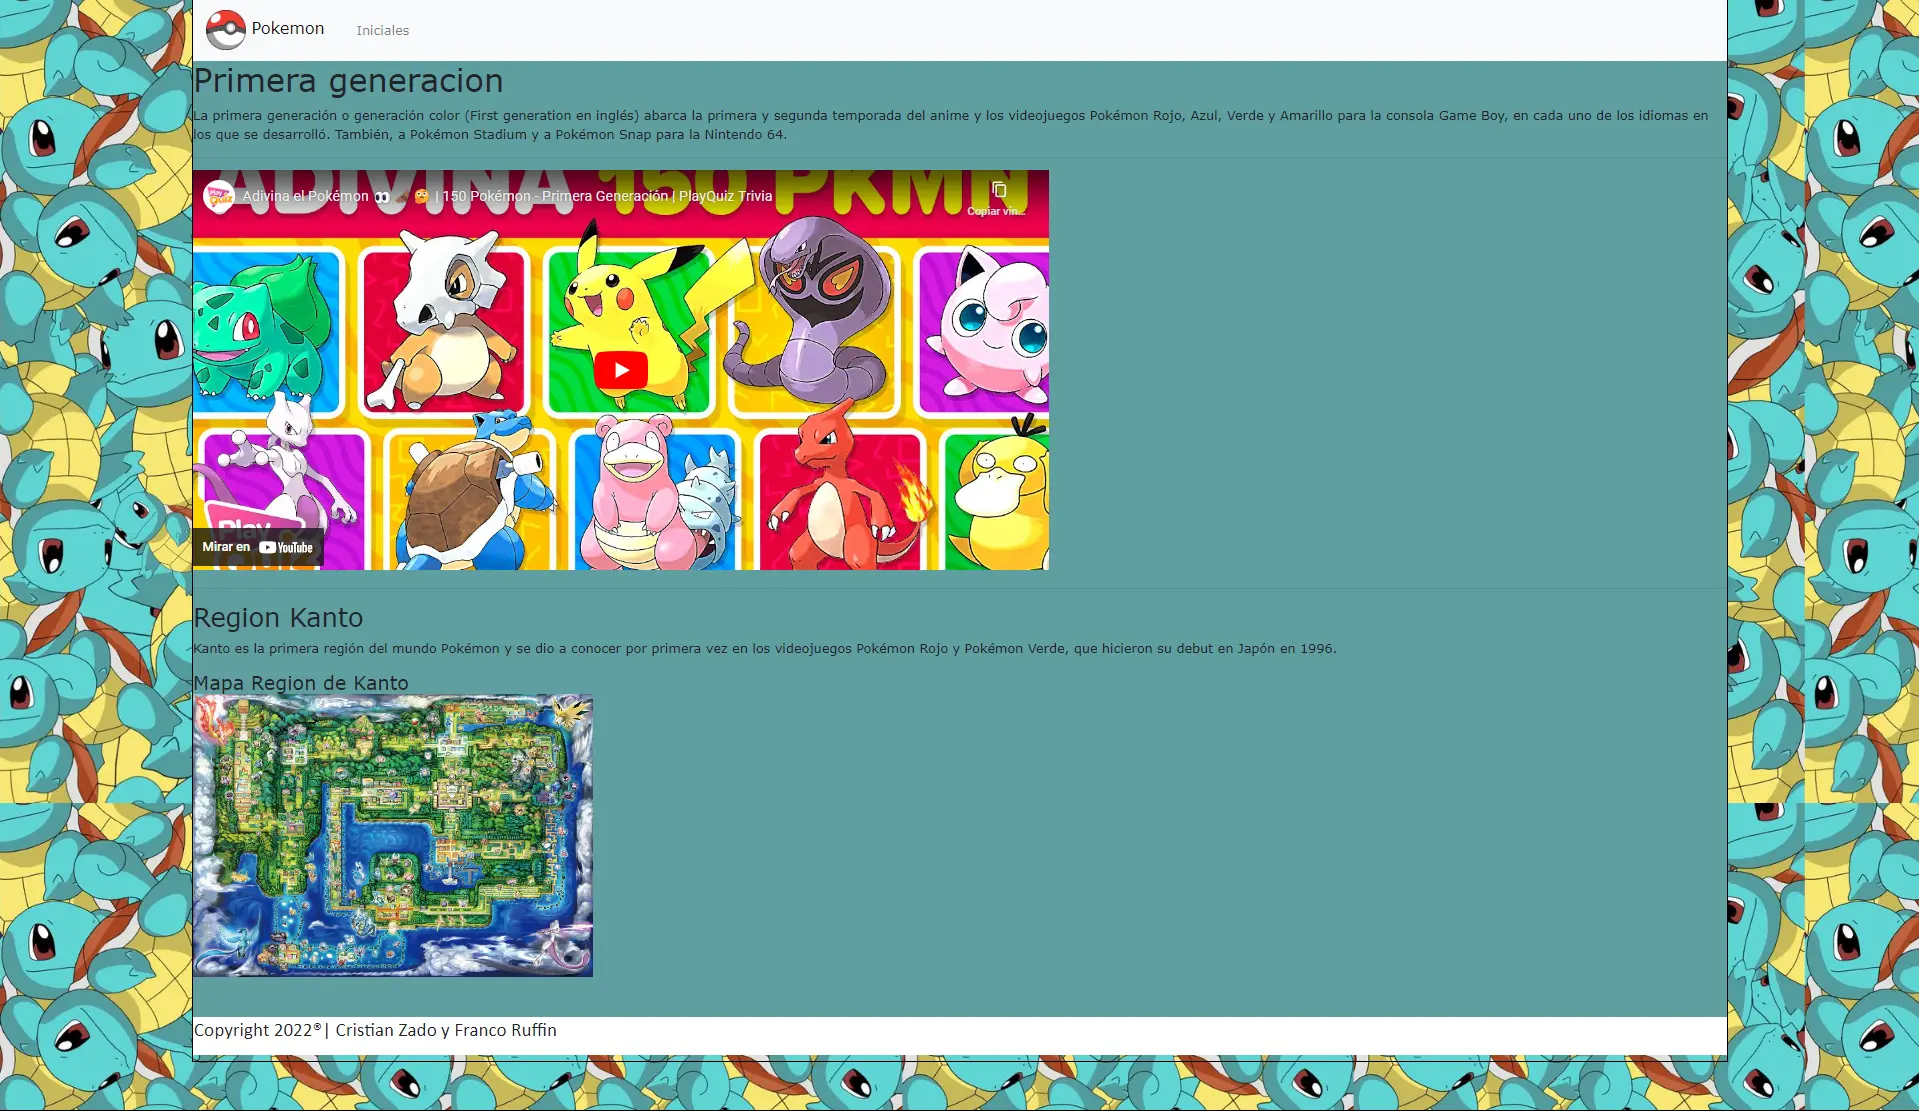 Pokemon
Iniciales
Primera generacion
La primera generación o generación color (First generation en inglés) abarca la primera y segunda temporada del anime y los videojuegos Pokémon Rojo, Azul, Verde y Amarillo para la consola Game Boy, en cada uno de los idiomas en
los que se desarrolló. También, a Pokémon Stadium y a Pokémon Snap para la Nintendo 64.
ADIVINA 150 PKMN
Play Quiz
Adivina el Pokémon 👀 | 150 Pokémon - Primera Generación | PlayQuiz Trivia
Copiar vín...
Play
Quiz
Mirar en YouTube
Region Kanto
Kanto es la primera región del mundo Pokémon y se dio a conocer por primera vez en los videojuegos Pokémon Rojo y Pokémon Verde, que hicieron su debut en Japón en 1996.
Mapa Region de Kanto
Copyright 2022®| Cristian Zado y Franco Ruffin